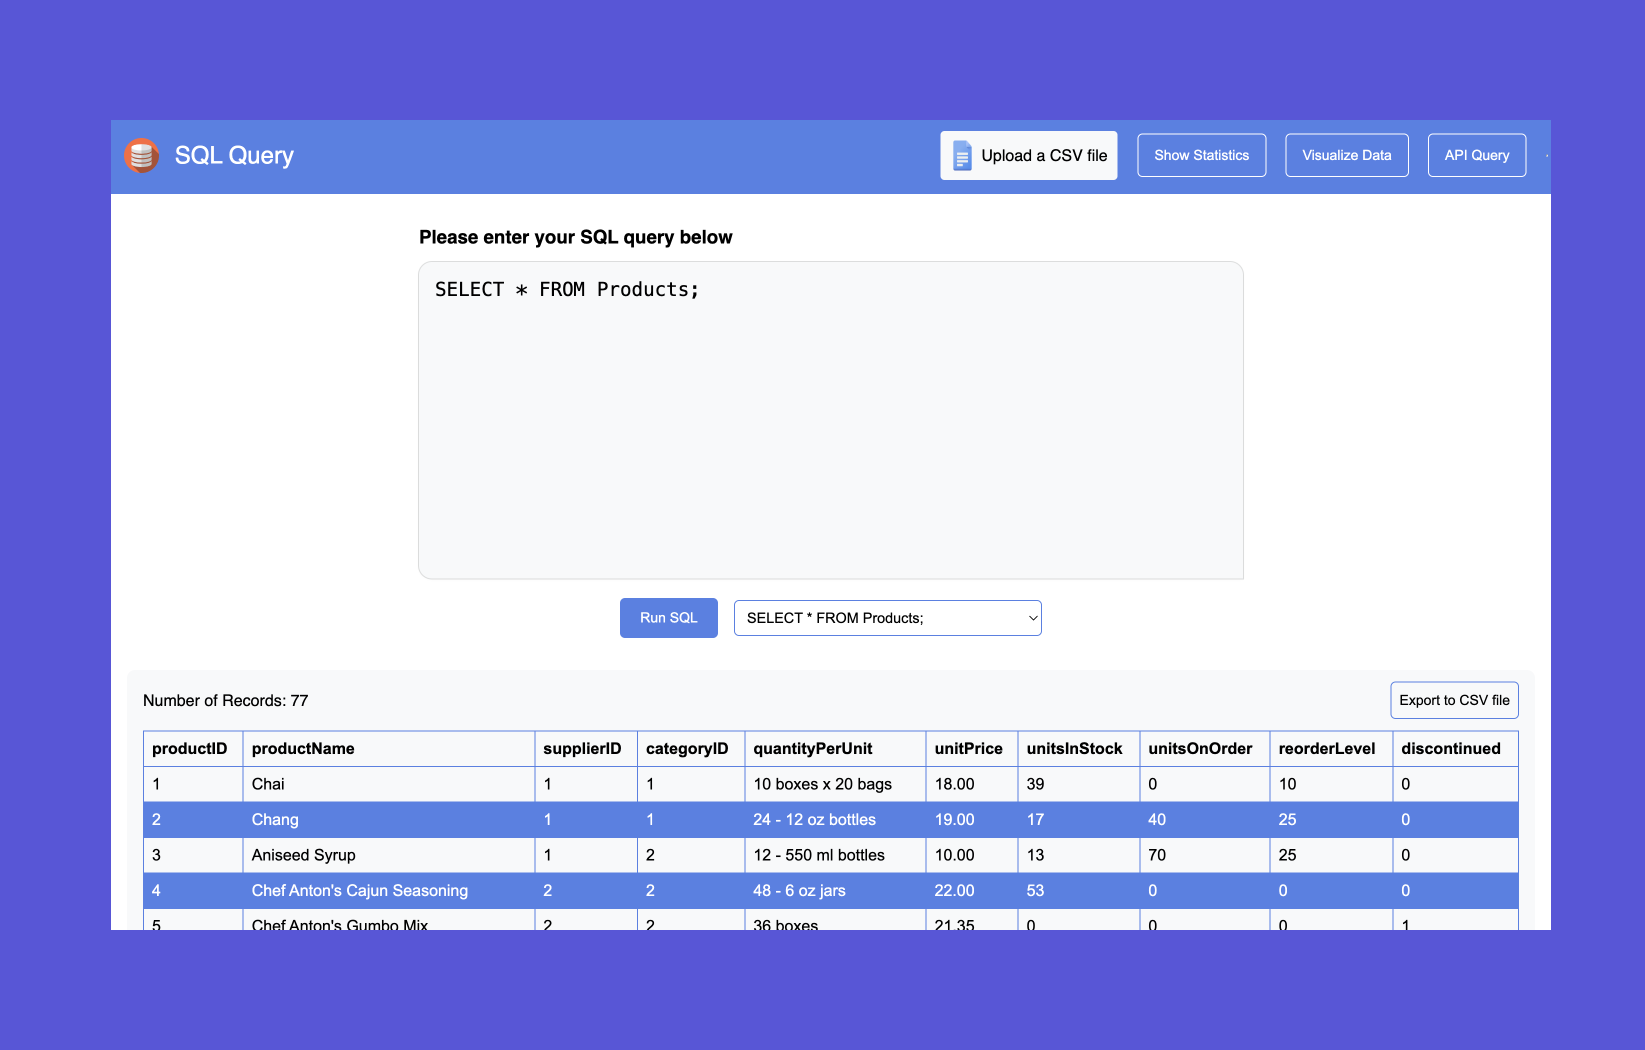 SQL Query
Upload a CSV file
Show Statistics
Visualize Data
API Query
Please enter your SQL query below
SELECT * FROM Products;
Run SQL
SELECT * FROM Products;
Number of Records: 77
Export to CSV file
productID productName supplierID categoryID quantityPerUnit unitPrice unitsInStock unitsOnOrder reorderLevel discontinued
1 Chai 1 1 10 boxes x 20 bags 18.00 39 0 10 0
2 Chang 1 1 24 - 12 oz bottles 19.00 17 40 25 0
3 Aniseed Syrup 1 2 12 - 550 ml bottles 10.00 13 70 25 0
4 Chef Anton's Cajun Seasoning 2 2 48 - 6 oz jars 22.00 53 0 0 0
5 Chef Anton's Gumbo Mix 2 2 36 boxes 21.35 0 0 0 1